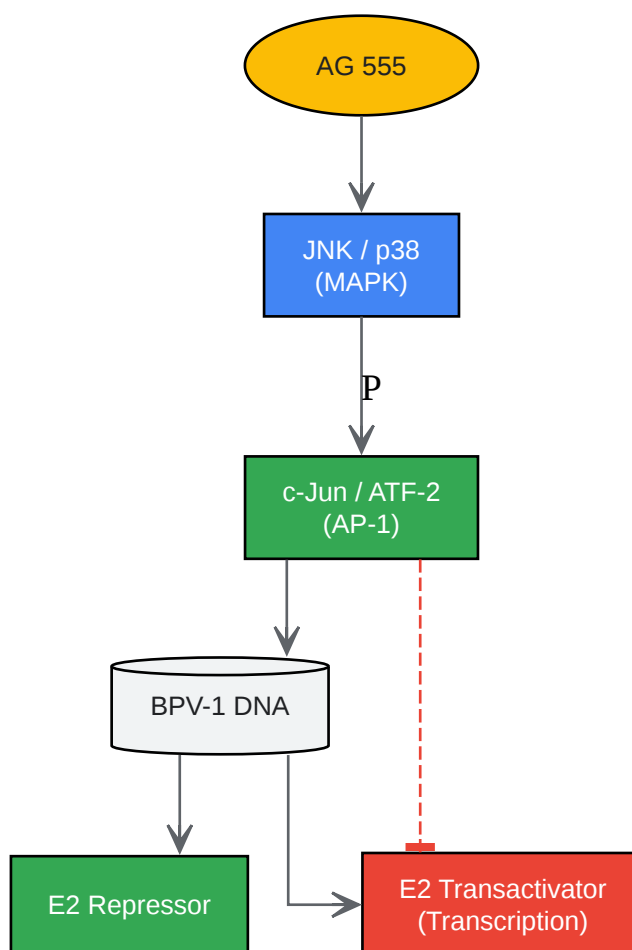 AG 555
JNK / p38
(MAPK)
P
c-Jun / ATF-2
(AP-1)
BPV-1 DNA
E2 Repressor
E2 Transactivator
(Transcription)